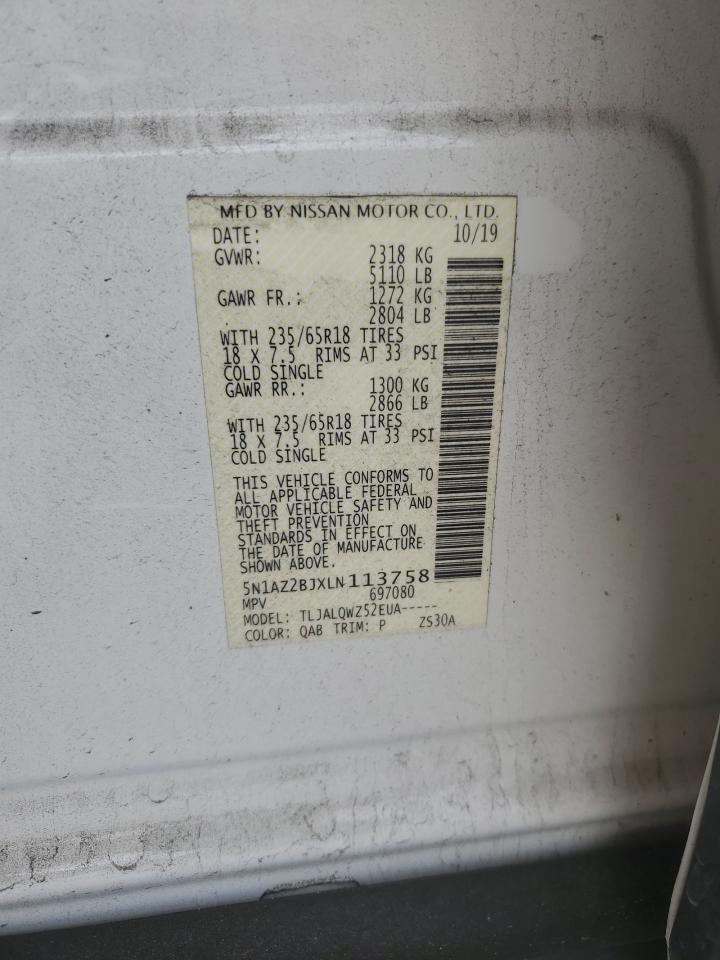 MFD BY NISSAN MOTOR CO., LTD.
DATE: 10/19
GVWR: 2318 KG
5110 LB
GAWR FR.: 1272 KG
2804 LB
WITH 235/65R18 TIRES
18 X 7.5 RIMS AT 33 PSI
COLD SINGLE
GAWR RR.: 1300 KG
2866 LB
WITH 235/65R18 TIRES
18 X 7.5 RIMS AT 33 PSI
COLD SINGLE
THIS VEHICLE CONFORMS TO
ALL APPLICABLE FEDERAL
MOTOR VEHICLE SAFETY AND
THEFT PREVENTION
STANDARDS IN EFFECT ON
THE DATE OF MANUFACTURE
SHOWN ABOVE.
5N1AZ2BJXLN113758
MPV 697080
MODEL: TLJALQWZ52EUA-----
COLOR: QAB TRIM: P ZS30A